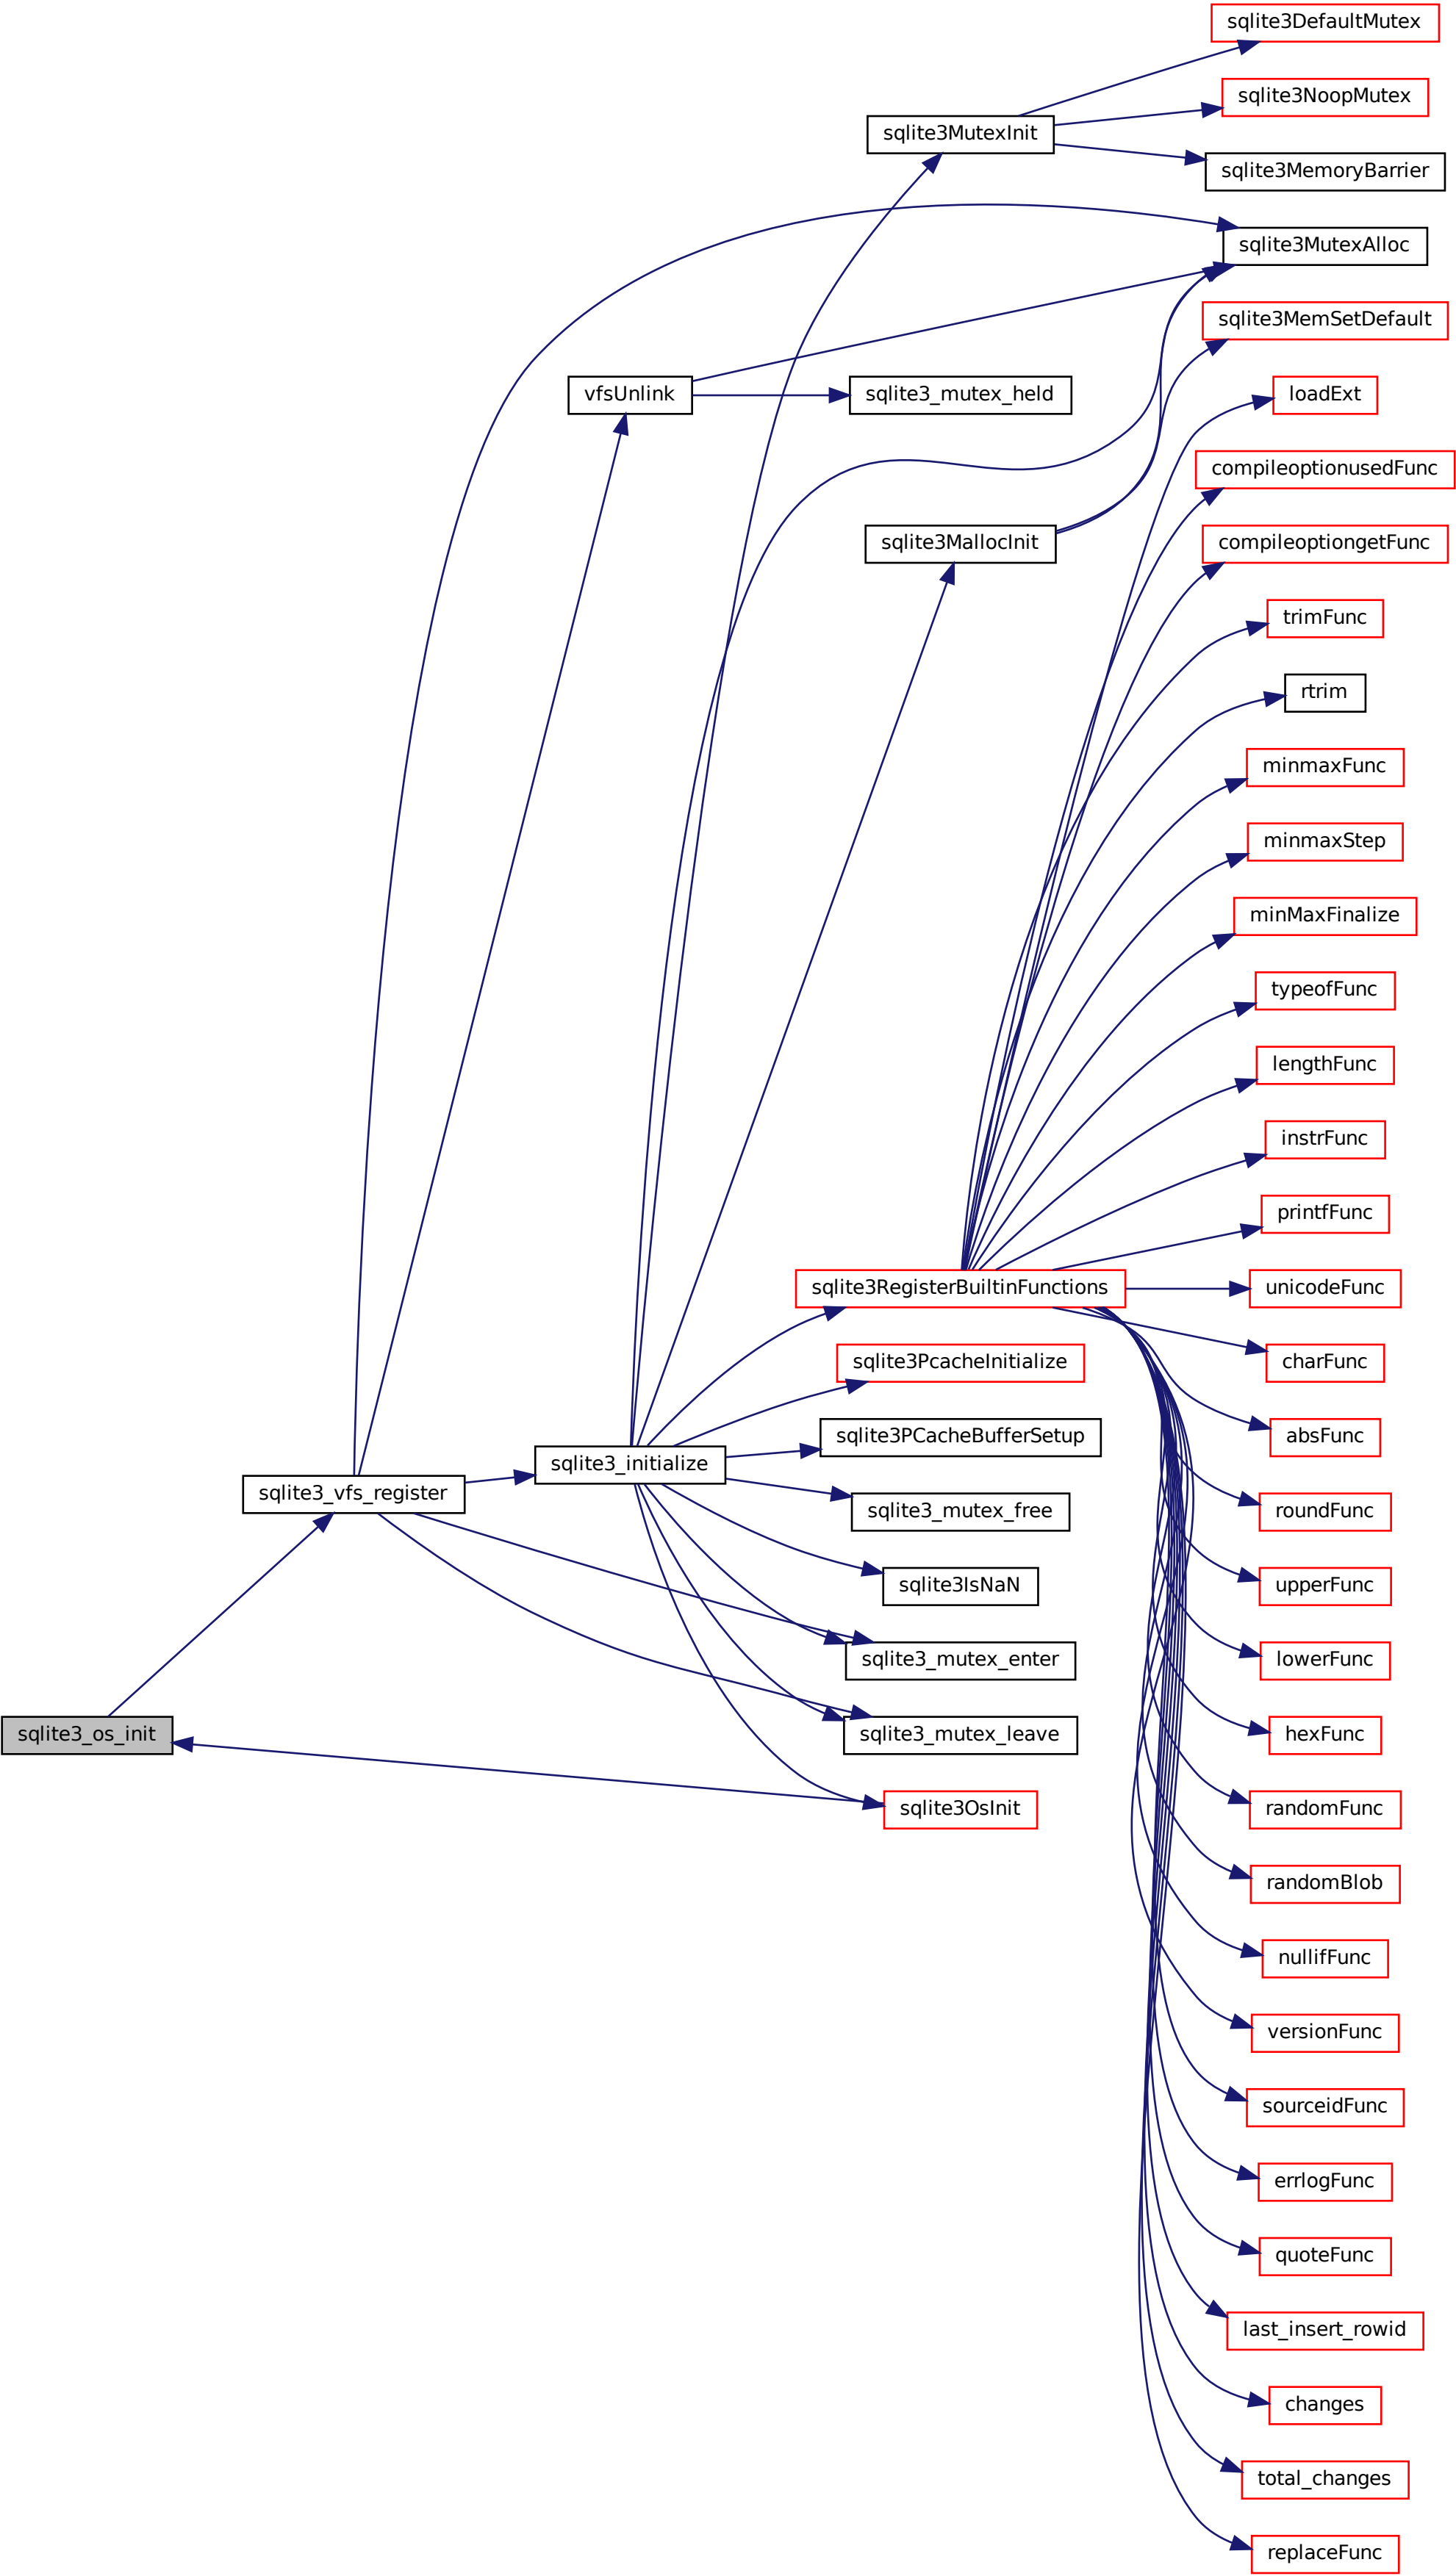 sqlite3DefaultMutex
sqlite3NoopMutex
sqlite3MutexInit
sqlite3MemoryBarrier
sqlite3MutexAlloc
sqlite3MemSetDefault
vfsUnlink
sqlite3_mutex_held
loadExt
compileoptionusedFunc
sqlite3MallocInit
compileoptiongetFunc
trimFunc
rtrim
minmaxFunc
minmaxStep
minMaxFinalize
typeofFunc
lengthFunc
instrFunc
printfFunc
sqlite3RegisterBuiltinFunctions
unicodeFunc
sqlite3PcacheInitialize
charFunc
sqlite3PCacheBufferSetup
absFunc
sqlite3_initialize
sqlite3_vfs_register
sqlite3_mutex_free
roundFunc
sqlite3IsNaN
upperFunc
sqlite3_mutex_enter
lowerFunc
sqlite3_os_init
sqlite3_mutex_leave
hexFunc
sqlite3OsInit
randomFunc
randomBlob
nullifFunc
versionFunc
sourceidFunc
errlogFunc
quoteFunc
last_insert_rowid
changes
total_changes
replaceFunc